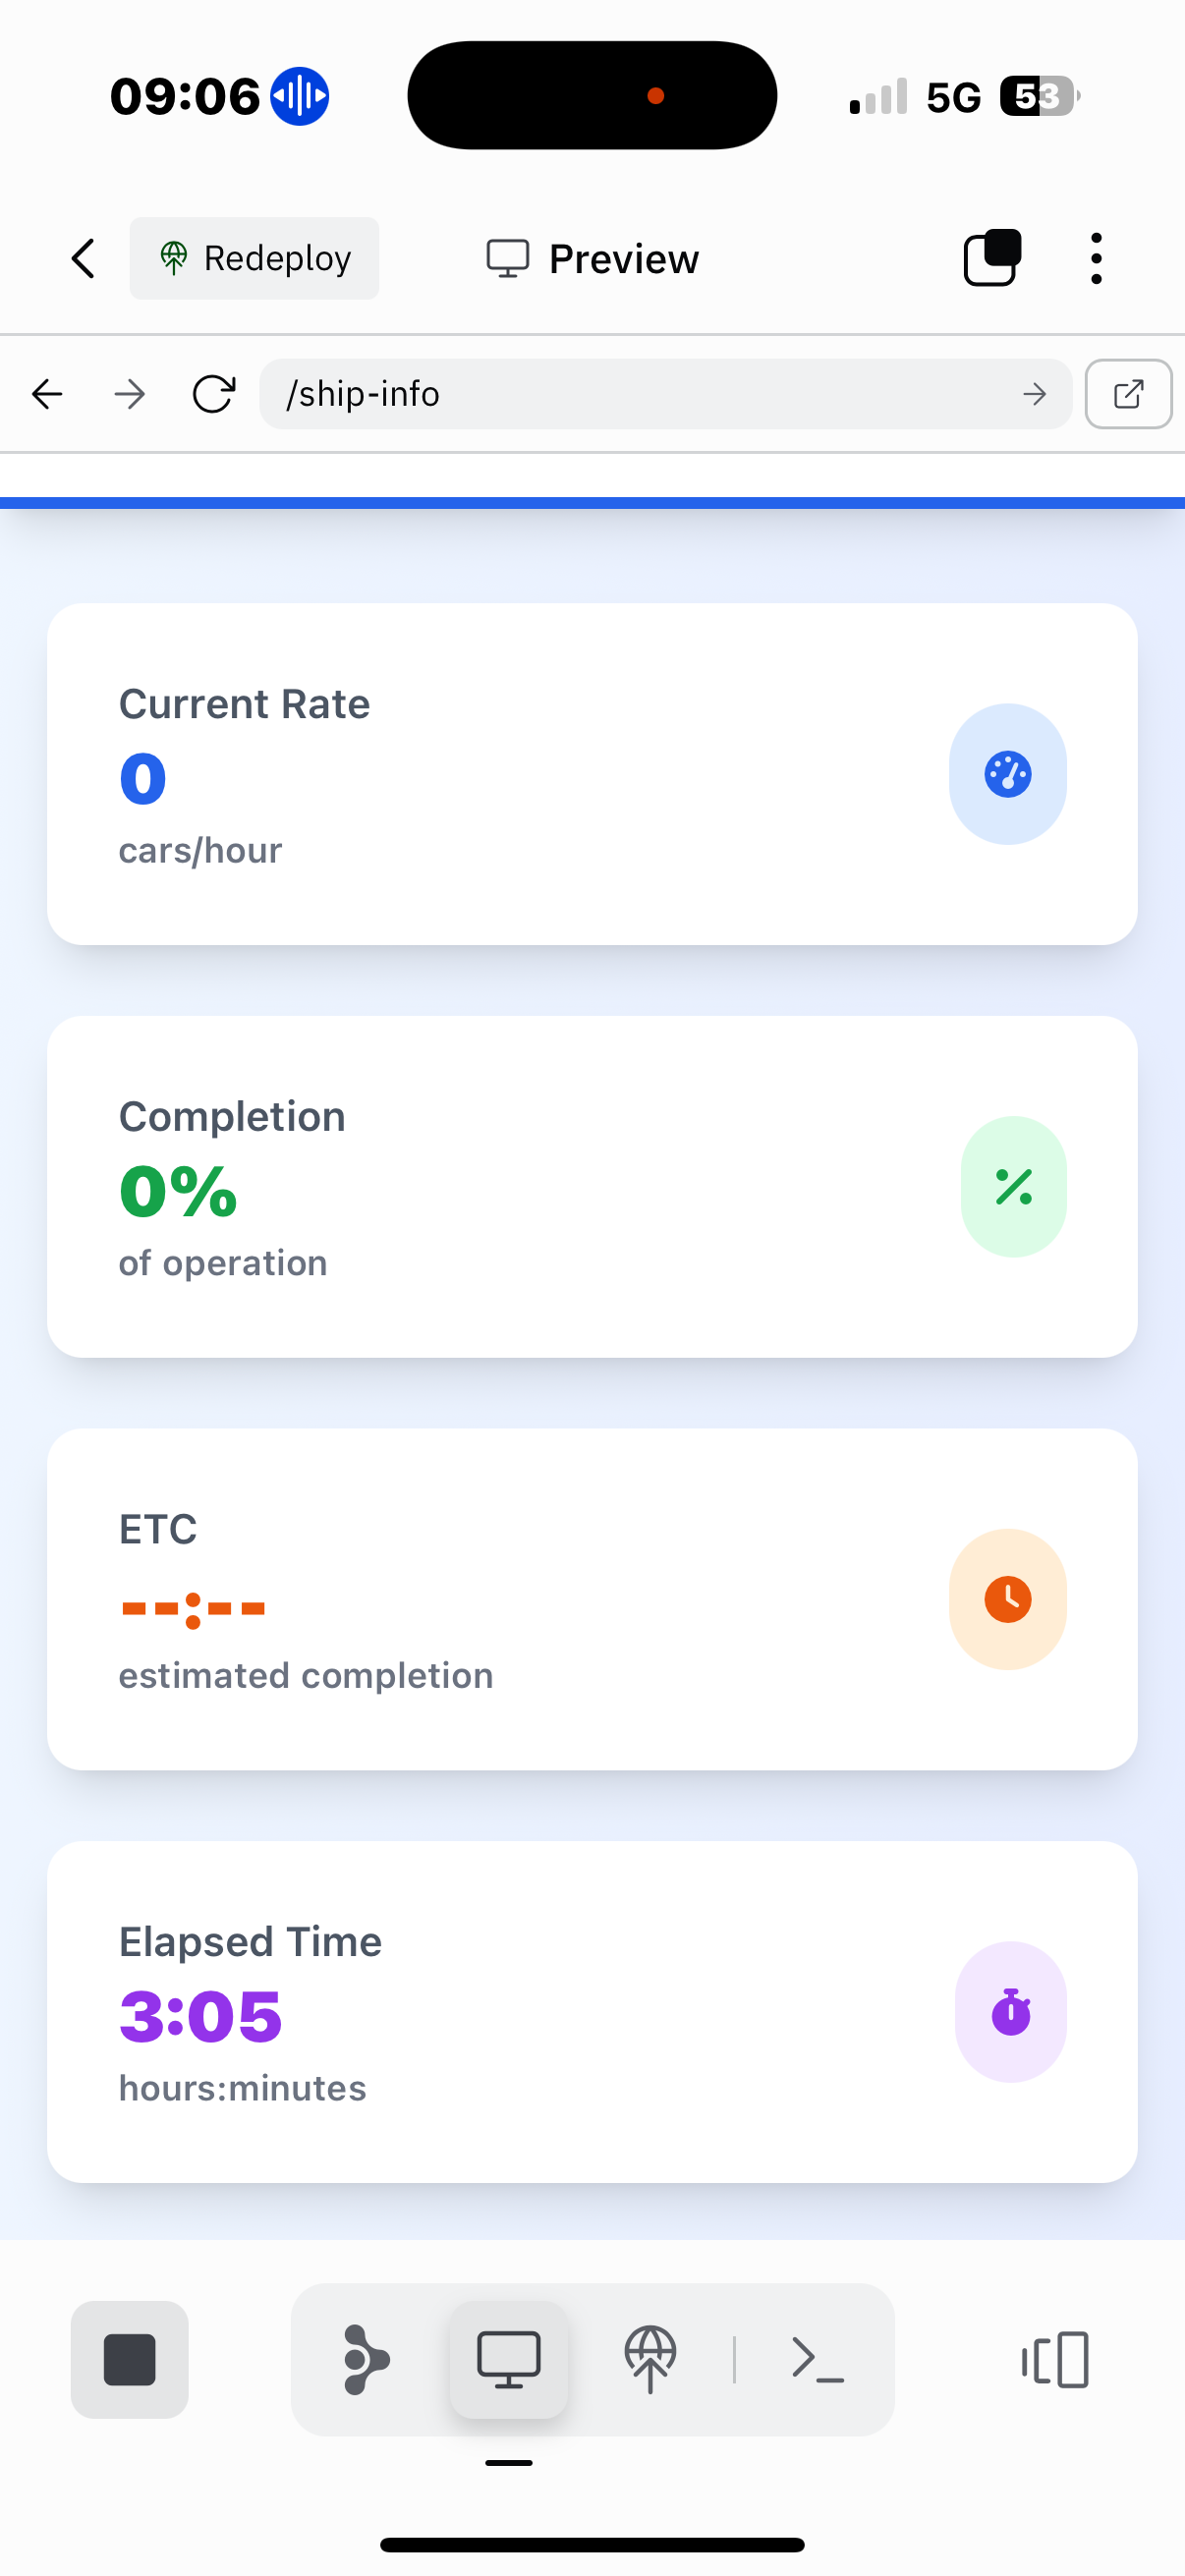 09:06
5G 53
Redeploy
Preview
/ship-info
Current Rate
0
cars/hour
Completion
0%
of operation
ETC
--:--
estimated completion
Elapsed Time
3:05
hours:minutes